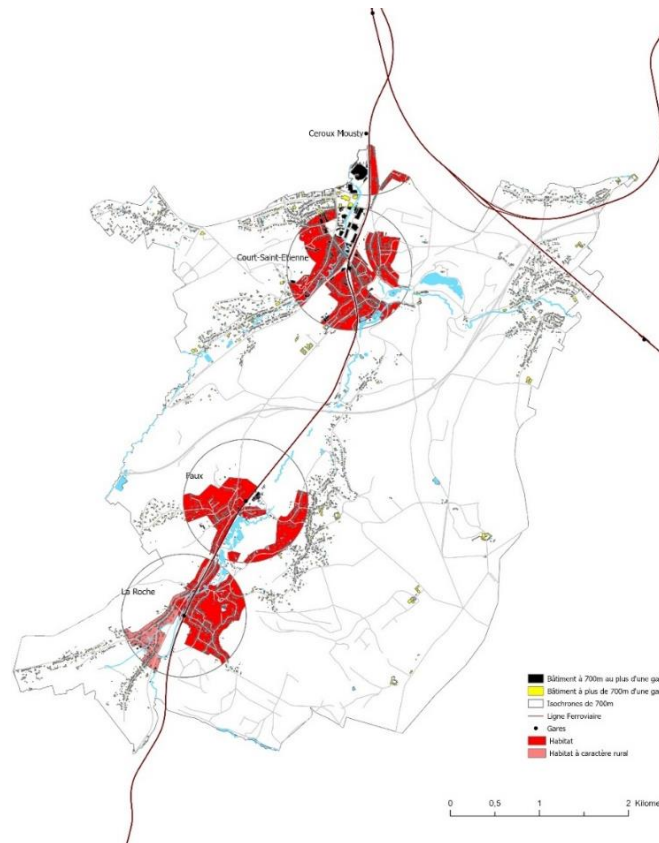 Ceroux Mousty
Court-Saint-Etienne
Faux
La Roche
Bâtiment à 700m au plus d'une ga
Bâtiment à plus de 700m d'une ga
Isochrones de 700m
Ligne Ferroviaire
Gares
Habitat
Habitat à caractère rural
0 0,5 1 2 Kilome